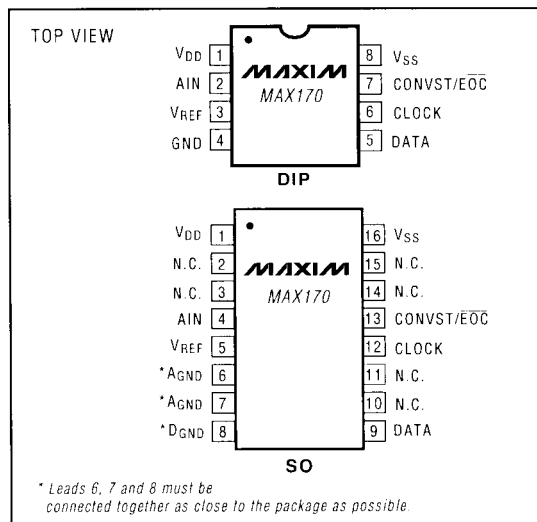 TOP VIEW
VDD 1
AIN 2
VREF 3
GND 4
MAXIM
MAX170
8 VSS
7 CONVST/E̅O̅C̅
6 CLOCK
5 DATA
DIP
VDD 1
N.C. 2
N.C. 3
AIN 4
VREF 5
*AGND 6
*AGND 7
*DGND 8
MAXIM
MAX170
16 VSS
15 N.C.
14 N.C.
13 CONVST/E̅O̅C̅
12 CLOCK
11 N.C.
10 N.C.
9 DATA
SO
* Leads 6, 7 and 8 must be
connected together as close to the package as possible.